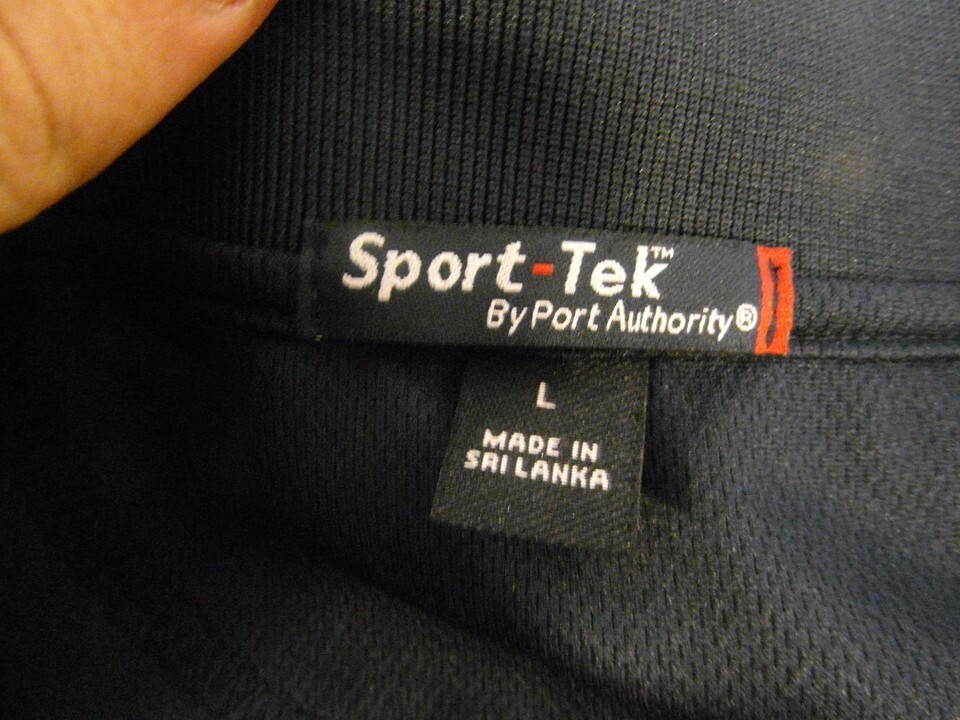 Sport-Tek™
By Port Authority®
L
MADE IN
SRI LANKA